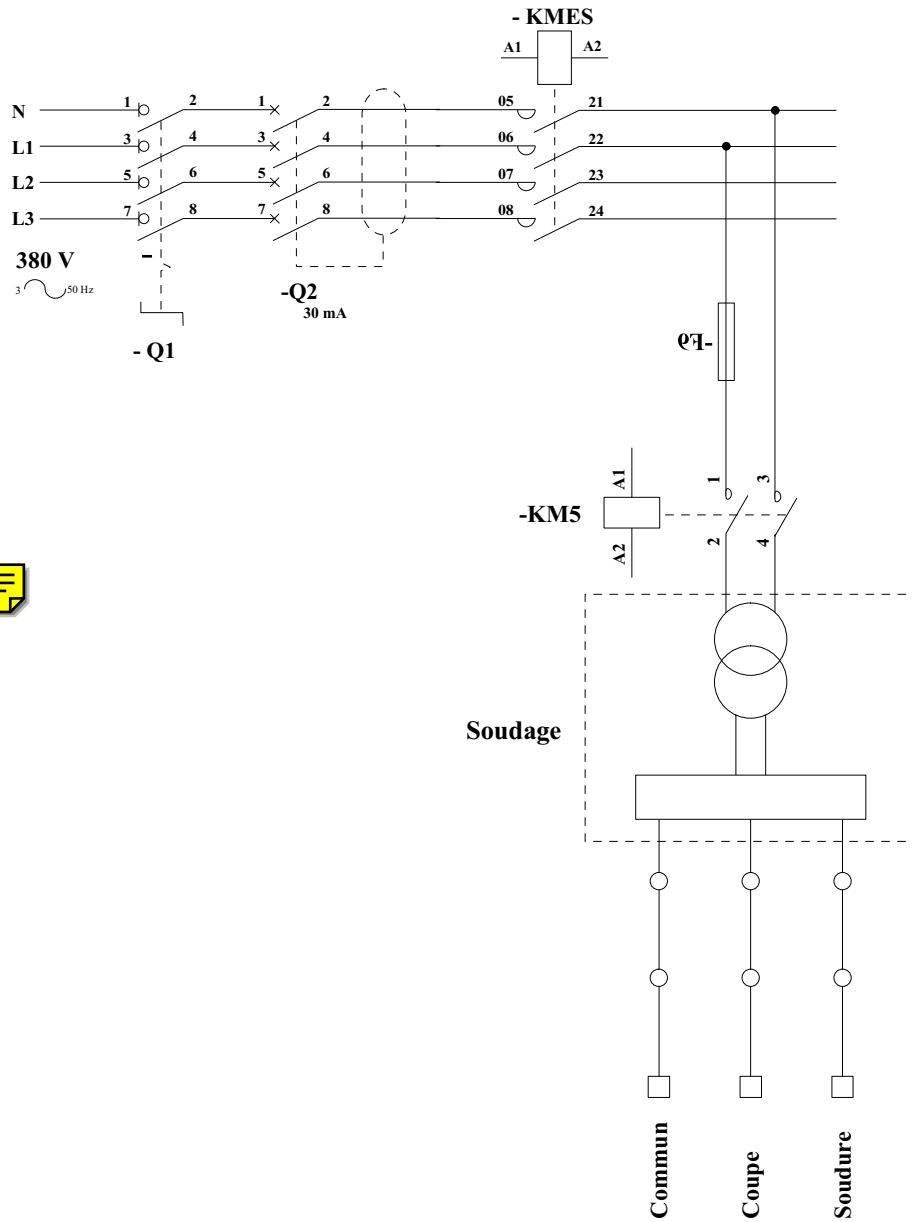 - KMES
A1 A2
N 1 2 1 2 05 21
L1 3 4 3 4 06 22
L2 5 6 5 6 07 23
L3 7 8 7 8 08 24
380 V
3 50 Hz
-
-Q2
30 mA
- Q1
-F9
1 3
A1
-KM5
A2
2 4
Soudage
Commun
Coupe
Soudure